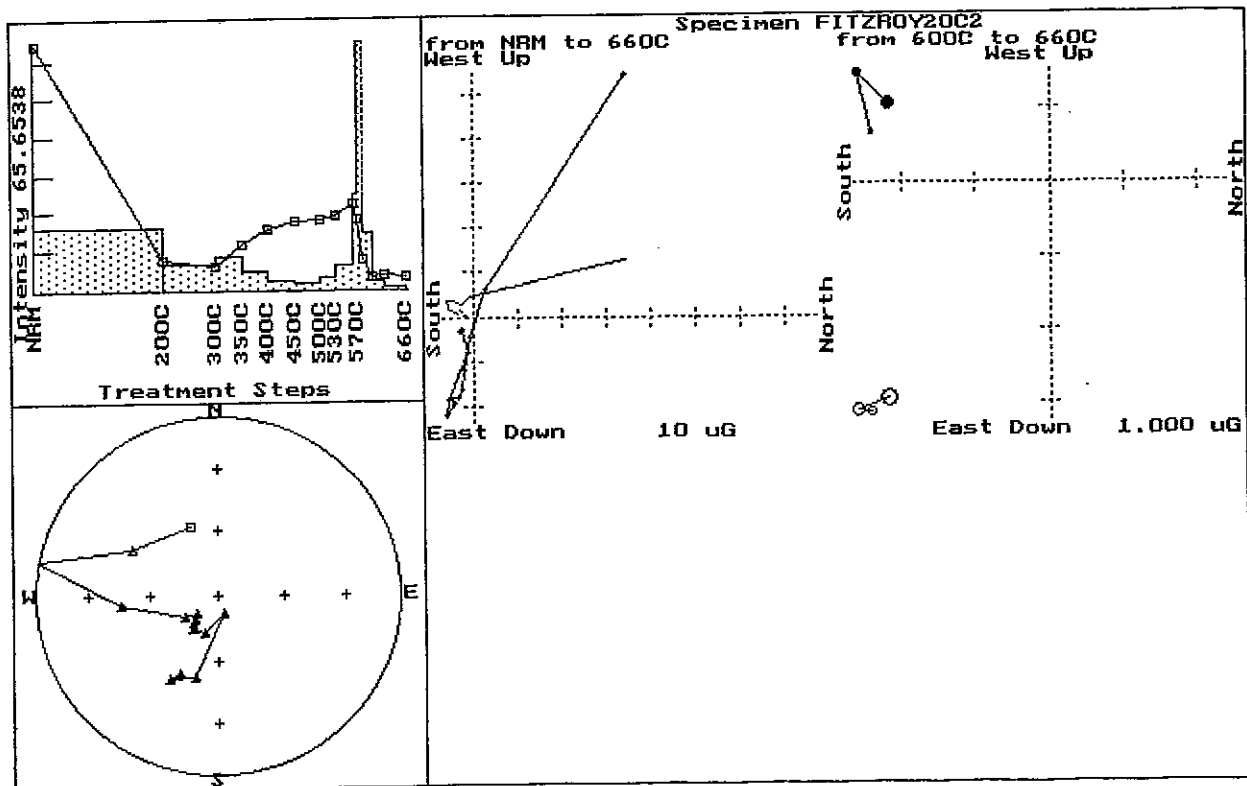 Specimen FITZROY20C2
from NRM to 660C
West Up
from 600C to 660C
West Up
Intensity 65.6538
NRM
200C
300C
350C
400C
450C
500C
530C
570C
660C
Treatment Steps
South
North
East Down 10 uG
South
North
East Down 1.000 uG
N
W
E
S